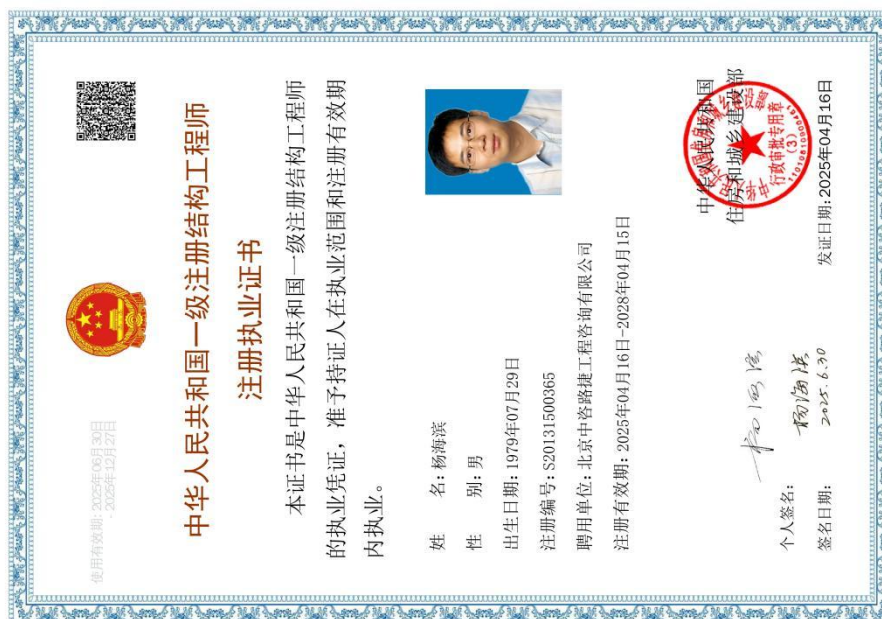 使用有效期：2025年06月30日
- 2025年12月27日
中华人民共和国一级注册结构工程师
注册执业证书
本证书是中华人民共和国一级注册结构工程师
的执业凭证，准予持证人在执业范围和注册有效期
内执业。
姓 名：杨海滨
性 别：男
出生日期：1979年07月29日
注册编号：S20131500365
聘用单位：北京中咨路捷工程咨询有限公司
注册有效期：2025年04月16日-2028年04月15日
中华人民共和国
住房和城乡建设部
行政审批专用章
（3）
个人签名：杨海滨
杨海滨
签名日期：2025.6.30
发证日期：2025年04月16日